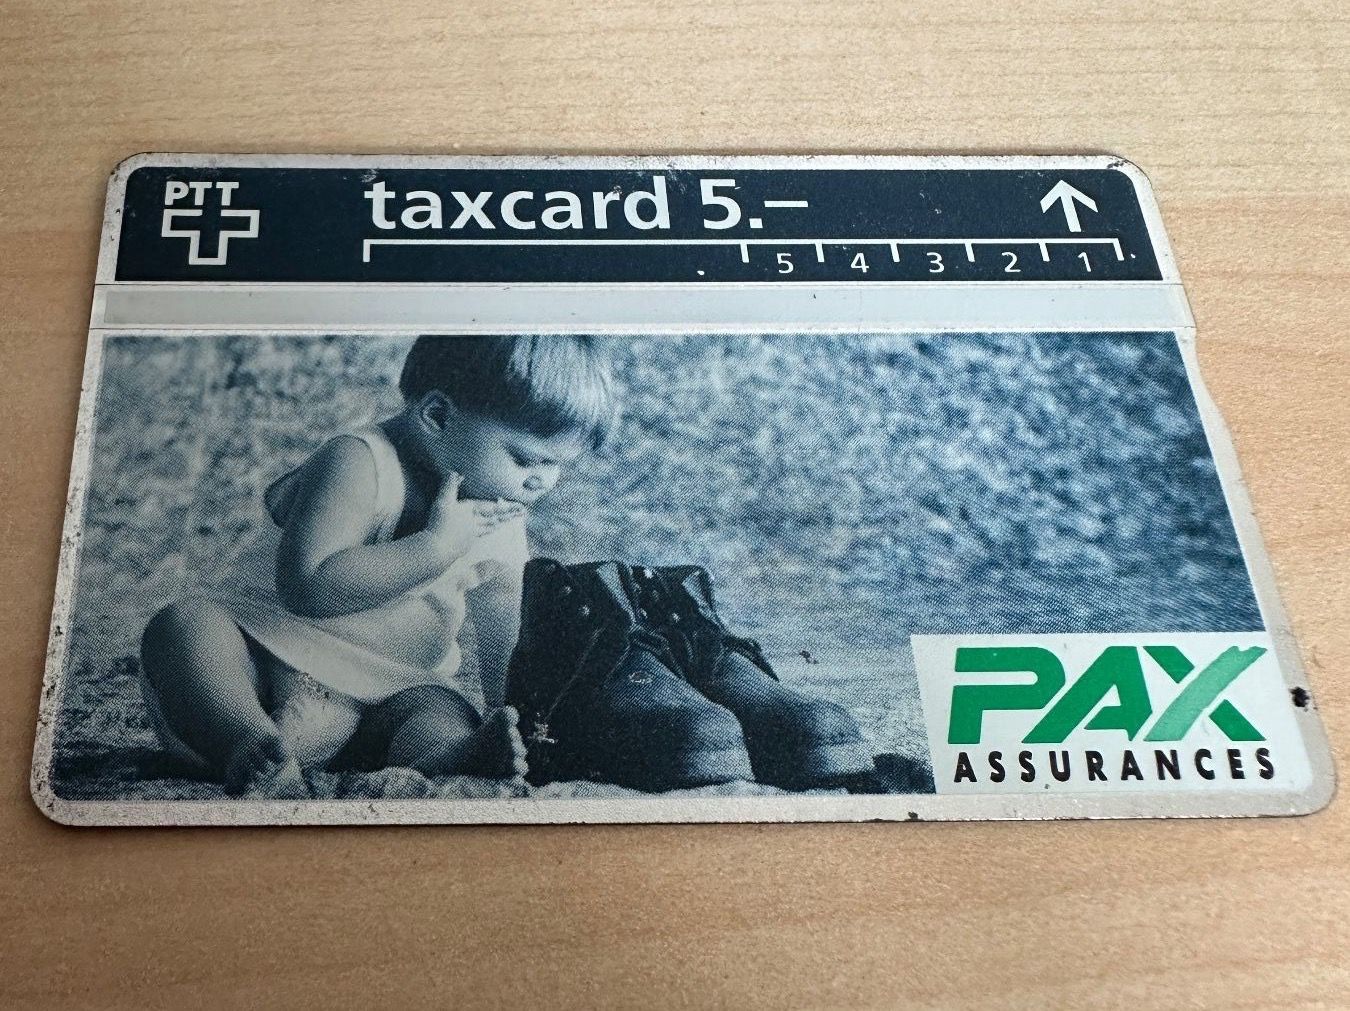 PTT
taxcard 5.–
5 4 3 2 1
PAX
ASSURANCES